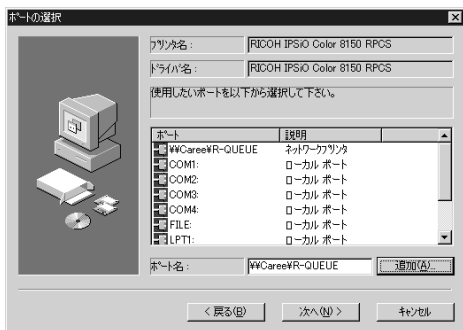 ポートの選択
プリンタ名： RICOH IPSiO Color 8150 RPCS
ドライバ名： RICOH IPSiO Color 8150 RPCS
使用したいポートを以下から選択して下さい。
ポート 説明
¥¥Caree¥R-QUEUE ネットワークプリンタ
COM1: ローカル ポート
COM2: ローカル ポート
COM3: ローカル ポート
COM4: ローカル ポート
FILE: ローカル ポート
LPT1: ローカル ポート
ポート名： ¥¥Caree¥R-QUEUE 追加(A)...
< 戻る(B) 次へ(N) > キャンセル